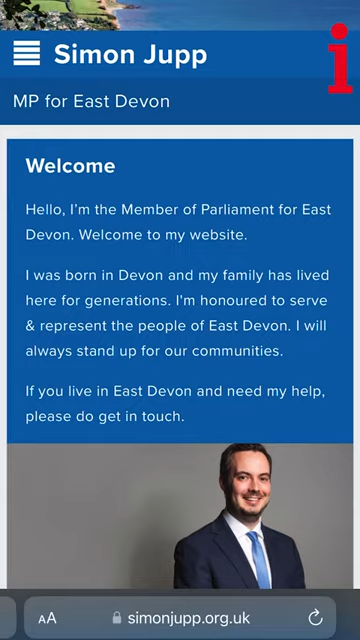 Simon Jupp
i
MP for East Devon
Welcome
Hello, I'm the Member of Parliament for East
Devon. Welcome to my website.
I was born in Devon and my family has lived
here for generations. I'm honoured to serve
& represent the people of East Devon. I will
always stand up for our communities.
If you live in East Devon and need my help,
please do get in touch.
AA
simonjupp.org.uk